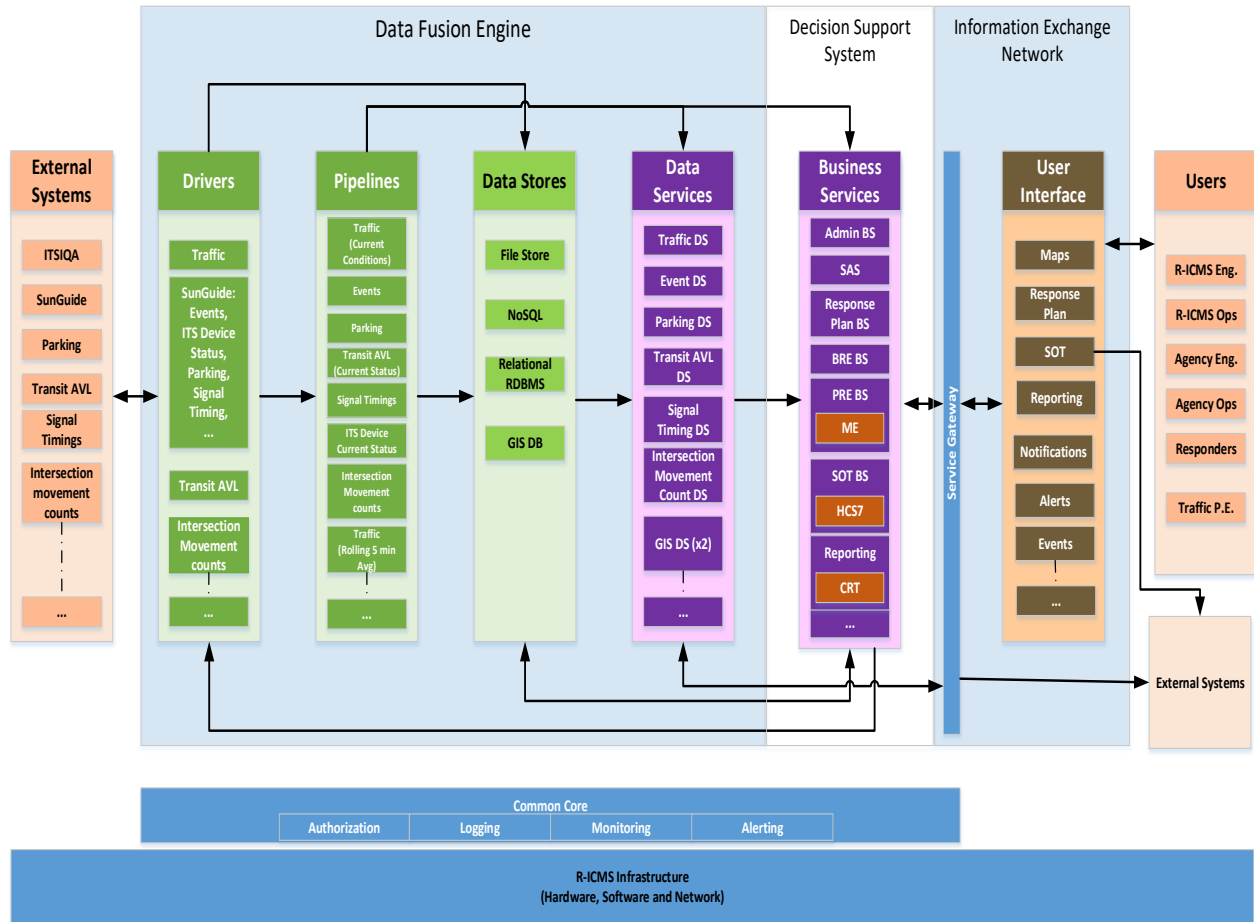 Data Fusion Engine
Decision Support
System
Information Exchange
Network
External
Systems
ITSIQA
SunGuide
Parking
Transit AVL
Signal
Timings
Intersection
movement
counts
...
Drivers
Traffic
SunGuide:
Events,
ITS Device
Status,
Parking,
Signal
Timing,
...
Transit AVL
Intersection
Movement
counts
...
Pipelines
Traffic
(Current
Conditions)
Events
Parking
Transit AVL
(Current Status)
Signal Timings
ITS Device
Current Status
Intersection
Movement
counts
Traffic
(Rolling 5 min
Avg)
...
Data Stores
File Store
NoSQL
Relational
RDBMS
GIS DB
Data
Services
Traffic DS
Event DS
Parking DS
Transit AVL
DS
Signal
Timing DS
Intersection
Movement
Count DS
GIS DS (x2)
...
Business
Services
Admin BS
SAS
Response
Plan BS
BRE BS
PRE BS
ME
SOT BS
HCS7
Reporting
CRT
...
Service Gateway
User
Interface
Maps
Response
Plan
SOT
Reporting
Notifications
Alerts
Events
...
Users
R-ICMS Eng.
R-ICMS Ops
Agency Eng.
Agency Ops
Responders
Traffic P.E.
External Systems
Common Core
Authorization
Logging
Monitoring
Alerting
R-ICMS Infrastructure
(Hardware, Software and Network)